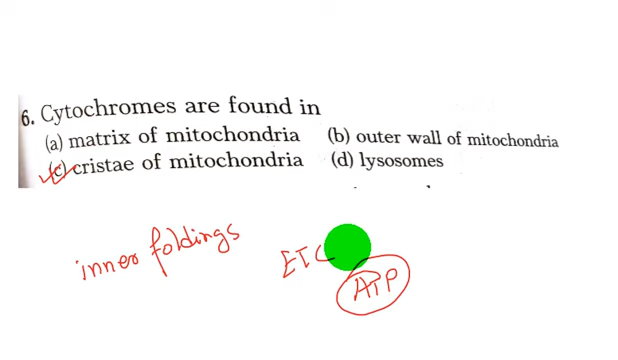 6. Cytochromes are found in
(a) matrix of mitochondria (b) outer wall of mitochondria
(c) cristae of mitochondria (d) lysosomes
inner foldings ETC
ATP